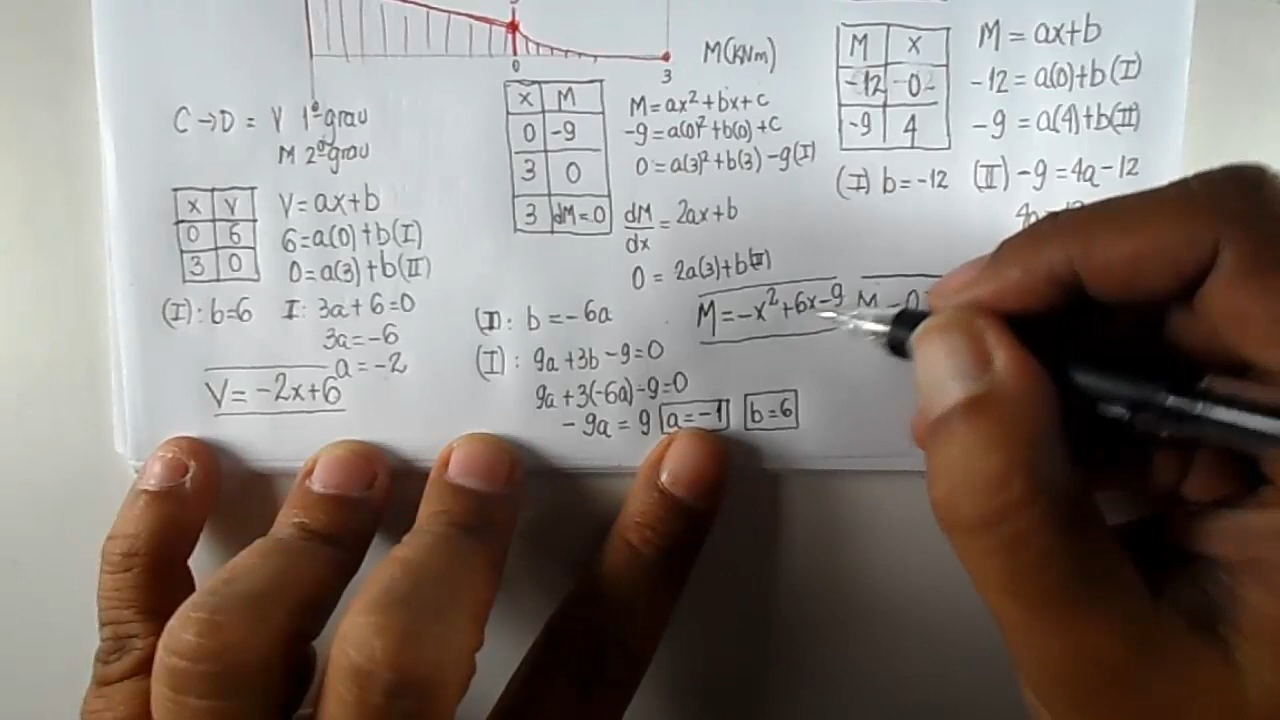 0
3
M(KNm)
C→D = V 1º grau
M 2º grau
X V
0 6
3 0
V = ax+b
6 = a(0)+b(I)
0 = a(3)+b(II)
(I): b=6 I: 3a+6=0
3a=-6
a=-2
V=-2x+6
X M
0 -9
3 0
3 dM=0
M=ax²+bx+c
-9=a(0)²+b(0)+c
0=a(3)²+b(3)-9(I)
dM/dx = 2ax+b
0 = 2a(3)+b(II)
(II): b=-6a
(I): 9a+3b-9=0
9a+3(-6a)-9=0
-9a=9 a=-1 b=6
M=-x²+6x-9
M X
-12 -0
-9 4
M = ax+b
-12 = a(0)+b(I)
-9 = a(4)+b(II)
(I) b=-12 (II) -9=4a-12